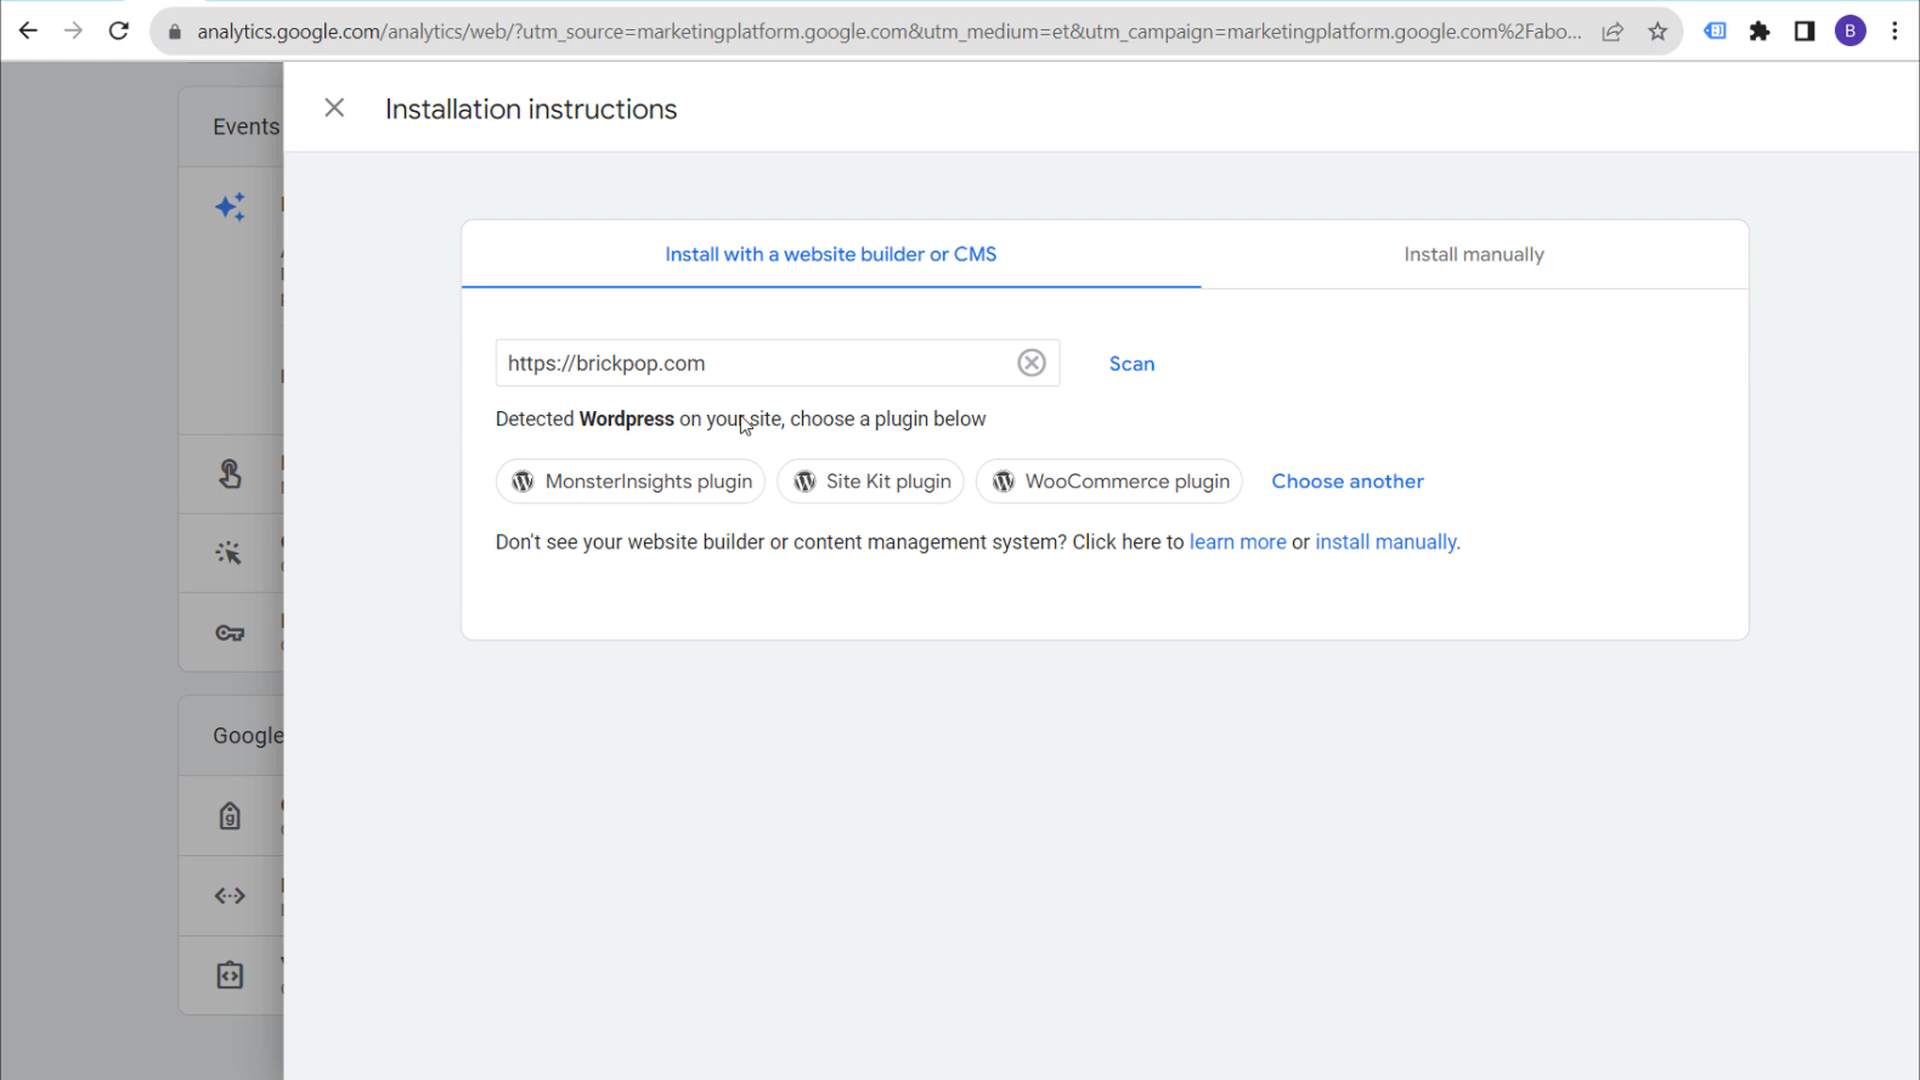 analytics.google.com/analytics/web/?utm_source=marketingplatform.google.com&utm_medium=et&utm_campaign=marketingplatform.google.com%2Fabo...
B
Installation instructions
Events
Install with a website builder or CMS
Install manually
https://brickpop.com
Scan
Detected Wordpress on your site, choose a plugin below
MonsterInsights plugin
Site Kit plugin
WooCommerce plugin
Choose another
Don't see your website builder or content management system? Click here to learn more or install manually.
Google
g